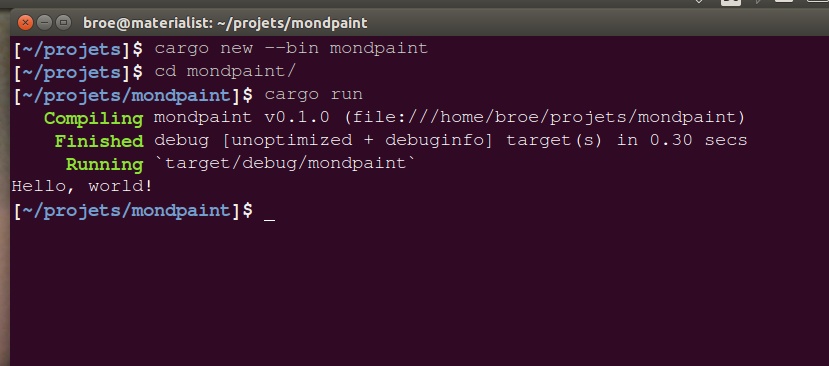 broe@materialist: ~/projets/mondpaint
[~/projets]$ cargo new --bin mondpaint
[~/projets]$ cd mondpaint/
[~/projets/mondpaint]$ cargo run
   Compiling mondpaint v0.1.0 (file:///home/broe/projets/mondpaint)
    Finished debug [unoptimized + debuginfo] target(s) in 0.30 secs
     Running `target/debug/mondpaint`
Hello, world!
[~/projets/mondpaint]$ _